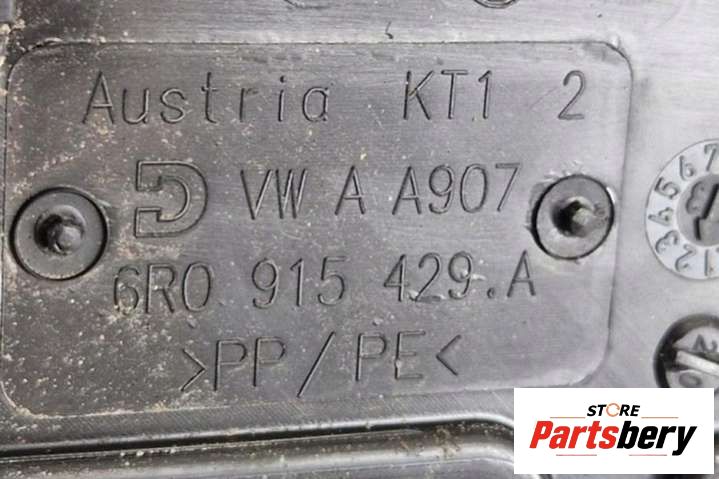 Austria KT1 2
VW A A907
6R0 915 429.A
>PP/PE<
STORE
Partsbery